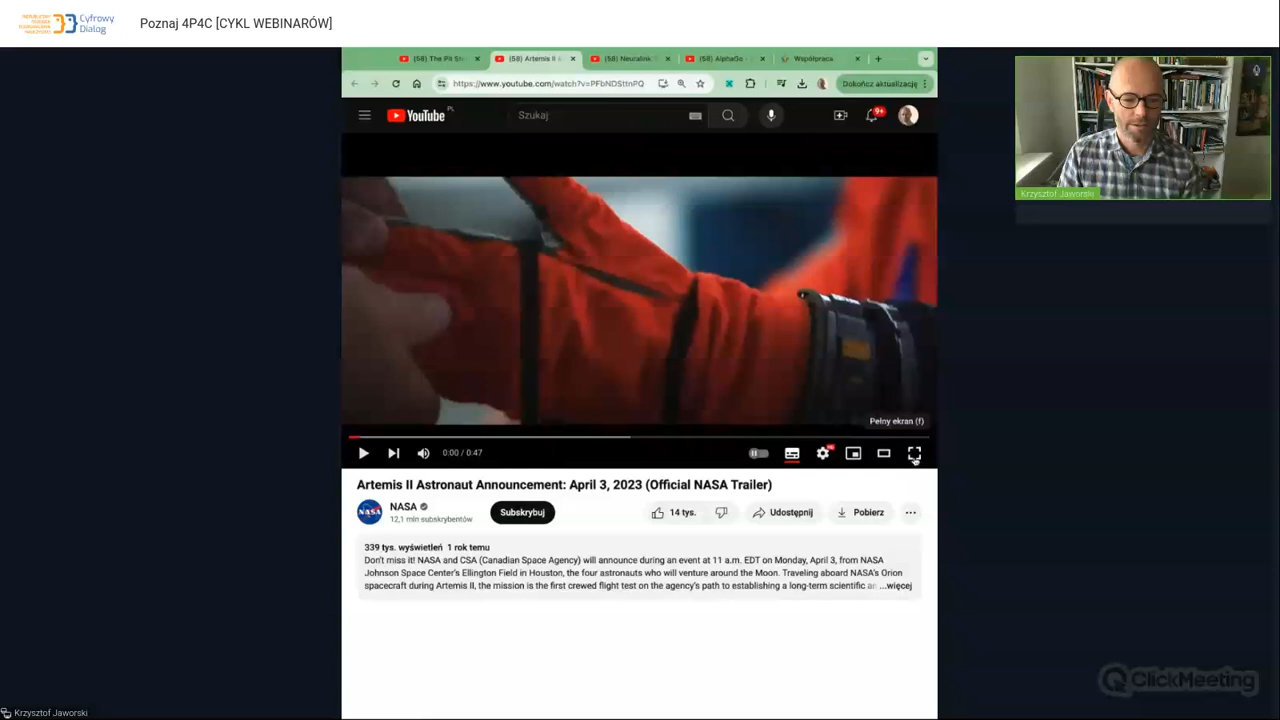 Cyfrowy
Dialog
Poznaj 4P4C [CYKL WEBINARÓW]
(58) The Pit St
(58) Artemis II
(58) Neuralink
(58) AlphaGo -
Współpraca
https://www.youtube.com/watch?v=PFbNDSttnPQ
Dokończ aktualizację
YouTube PL
Szukaj
9+
Krzysztof Jaworski
Pełny ekran (f)
0:00 / 0:47
Artemis II Astronaut Announcement: April 3, 2023 (Official NASA Trailer)
NASA
NASA
12,1 mln subskrybentów
Subskrybuj
14 tys.
Udostępnij
Pobierz
339 tys. wyświetleń 1 rok temu
Don't miss it! NASA and CSA (Canadian Space Agency) will announce during an event at 11 a.m. EDT on Monday, April 3, from NASA
Johnson Space Center's Ellington Field in Houston, the four astronauts who will venture around the Moon. Traveling aboard NASA's Orion
spacecraft during Artemis II, the mission is the first crewed flight test on the agency's path to establishing a long-term scientific ...więcej
ClickMeeting
Krzysztof Jaworski